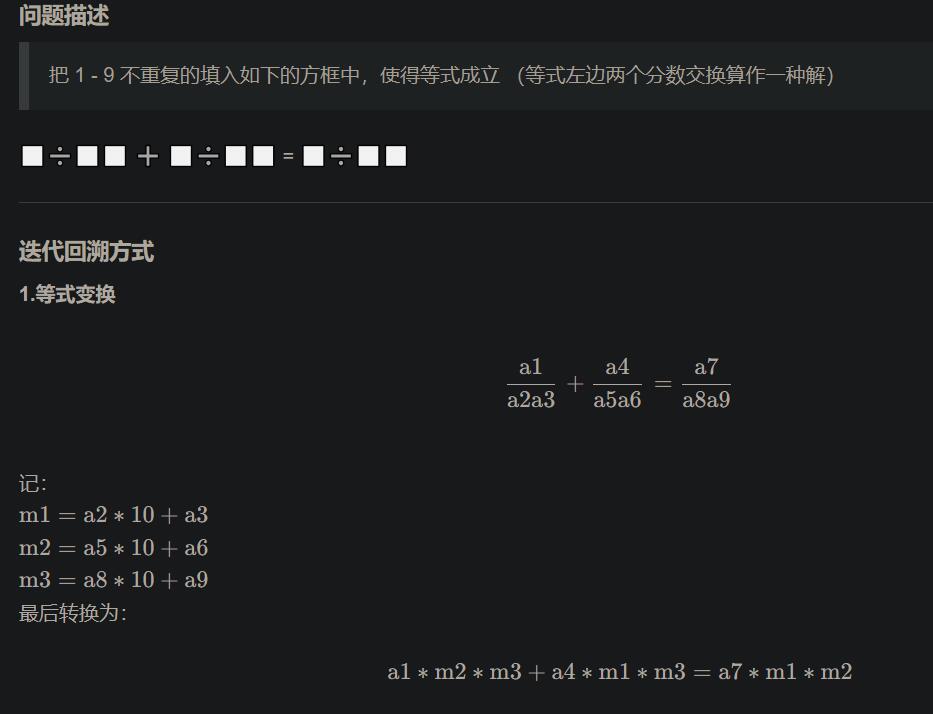 问题描述
把 1 - 9 不重复的填入如下的方框中，使得等式成立 （等式左边两个分数交换算作一种解）
□÷□□ + □÷□□ = □÷□□
迭代回溯方式
1.等式变换
a1/a2a3 + a4/a5a6 = a7/a8a9
记：
m1 = a2 ∗ 10 + a3
m2 = a5 ∗ 10 + a6
m3 = a8 ∗ 10 + a9
最后转换为：
a1 ∗ m2 ∗ m3 + a4 ∗ m1 ∗ m3 = a7 ∗ m1 ∗ m2